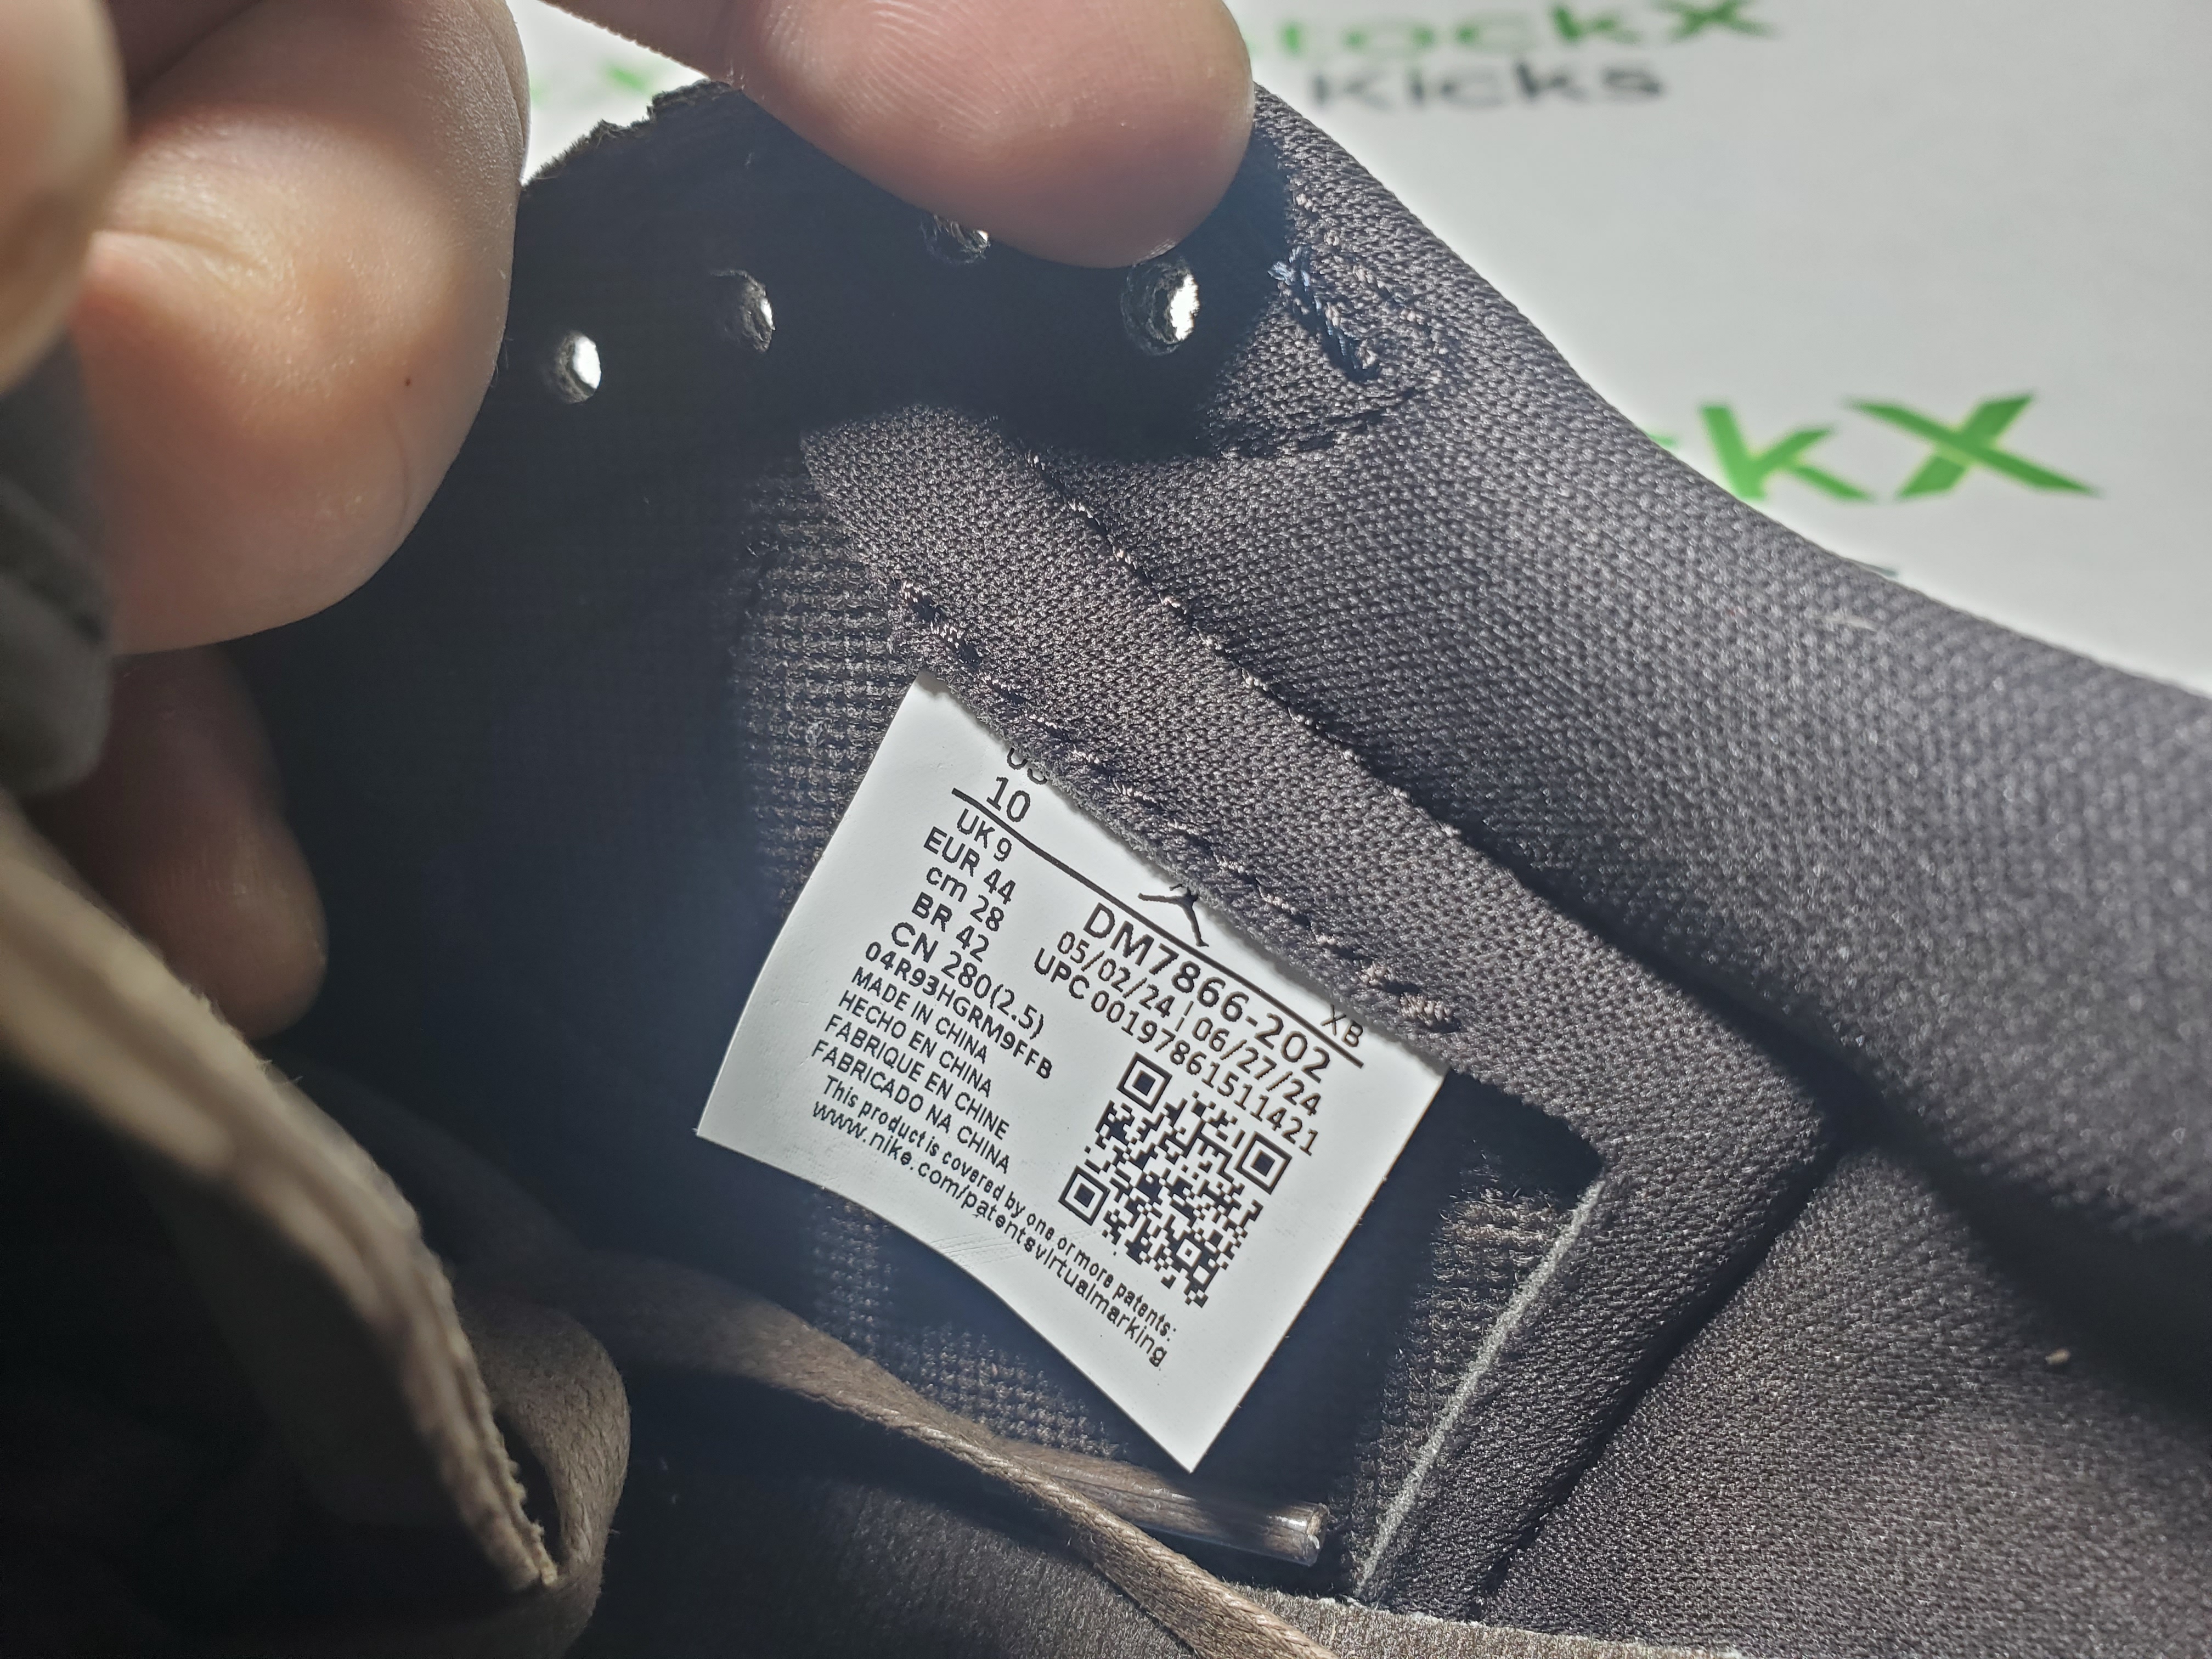 tockX
Kicks
kX
10
UK 9
EUR 44
cm 28
BR 42
CN 280(2.5)
04R93HGRM9FFB
MADE IN CHINA
HECHO EN CHINA
FABRIQUE EN CHINE
FABRICADO NA CHINA
This product is covered by one or more patents:
www.nike.com/patentsvirtualmarking
XB
DM7866-202
05/02/24 | 06/27/24
UPC 00197861511421